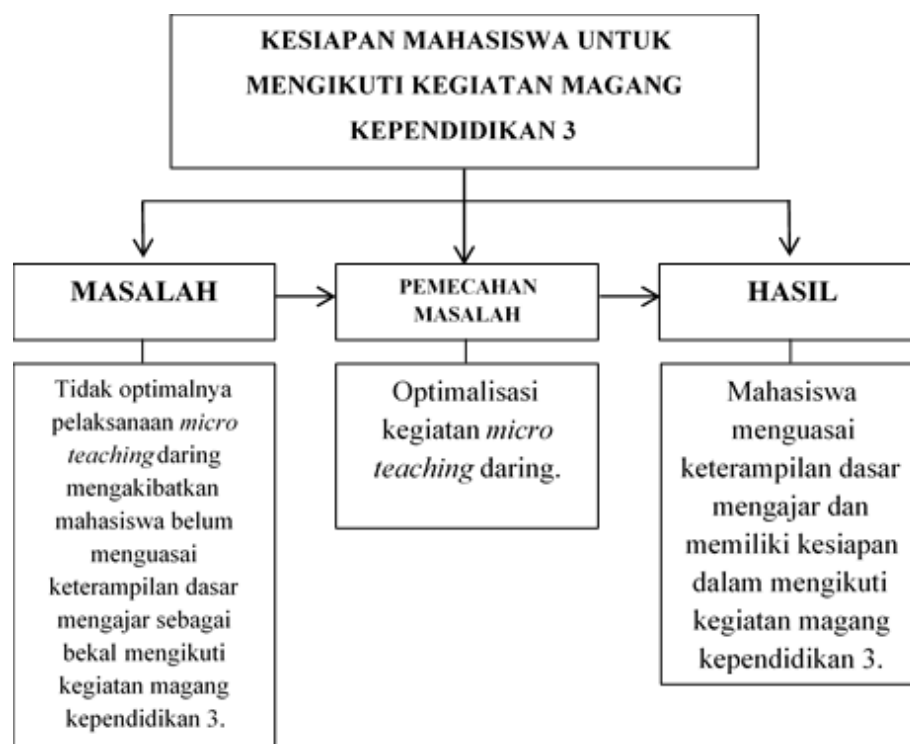 KESIAPAN MAHASISWA UNTUK
MENGIKUTI KEGIATAN MAGANG
KEPENDIDIKAN 3
MASALAH
PEMECAHAN
MASALAH
HASIL
Tidak optimalnya
pelaksanaan micro
teaching daring
mengakibatkan
mahasiswa belum
menguasai
keterampilan dasar
mengajar sebagai
bekal mengikuti
kegiatan magang
kependidikan 3.
Optimalisasi
kegiatan micro
teaching daring.
Mahasiswa
menguasai
keterampilan dasar
mengajar dan
memiliki kesiapan
dalam mengikuti
kegiatan magang
kependidikan 3.